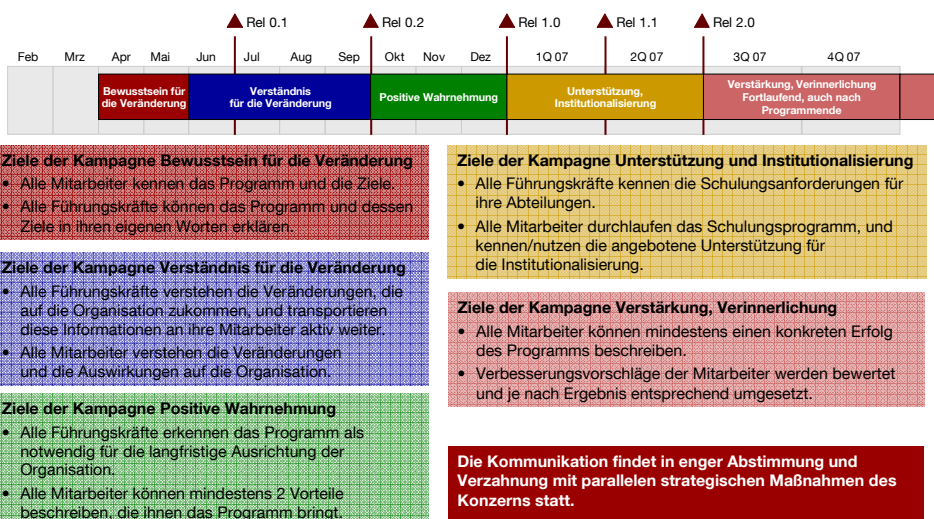 Rel 0.1
Rel 0.2
Rel 1.0
Rel 1.1
Rel 2.0
Feb
Mrz
Apr
Mai
Jun
Jul
Aug
Sep
Okt
Nov
Dez
1Q 07
2Q 07
3Q 07
4Q 07
Bewusstsein für
die Veränderung
Verständnis
für die Veränderung
Positive Wahrnehmung
Unterstützung,
Institutionalisierung
Verstärkung, Verinnerlichung
Fortlaufend, auch nach
Programmende
Ziele der Kampagne Bewusstsein für die Veränderung
• Alle Mitarbeiter kennen das Programm und die Ziele.
• Alle Führungskräfte können das Programm und dessen
Ziele in ihren eigenen Worten erklären.
Ziele der Kampagne Verständnis für die Veränderung
• Alle Führungskräfte verstehen die Veränderungen, die
auf die Organisation zukommen, und transportieren
diese Informationen an ihre Mitarbeiter aktiv weiter.
• Alle Mitarbeiter verstehen die Veränderungen
und die Auswirkungen auf die Organisation.
Ziele der Kampagne Positive Wahrnehmung
• Alle Führungskräfte erkennen das Programm als
notwendig für die langfristige Ausrichtung der
Organisation.
• Alle Mitarbeiter können mindestens 2 Vorteile
beschreiben, die ihnen das Programm bringt.
Ziele der Kampagne Unterstützung und Institutionalisierung
• Alle Führungskräfte kennen die Schulungsanforderungen für
ihre Abteilungen.
• Alle Mitarbeiter durchlaufen das Schulungsprogramm, und
kennen/nutzen die angebotene Unterstützung für
die Institutionalisierung.
Ziele der Kampagne Verstärkung, Verinnerlichung
• Alle Mitarbeiter können mindestens einen konkreten Erfolg
des Programms beschreiben.
• Verbesserungsvorschläge der Mitarbeiter werden bewertet
und je nach Ergebnis entsprechend umgesetzt.
Die Kommunikation findet in enger Abstimmung und
Verzahnung mit parallelen strategischen Maßnahmen des
Konzerns statt.